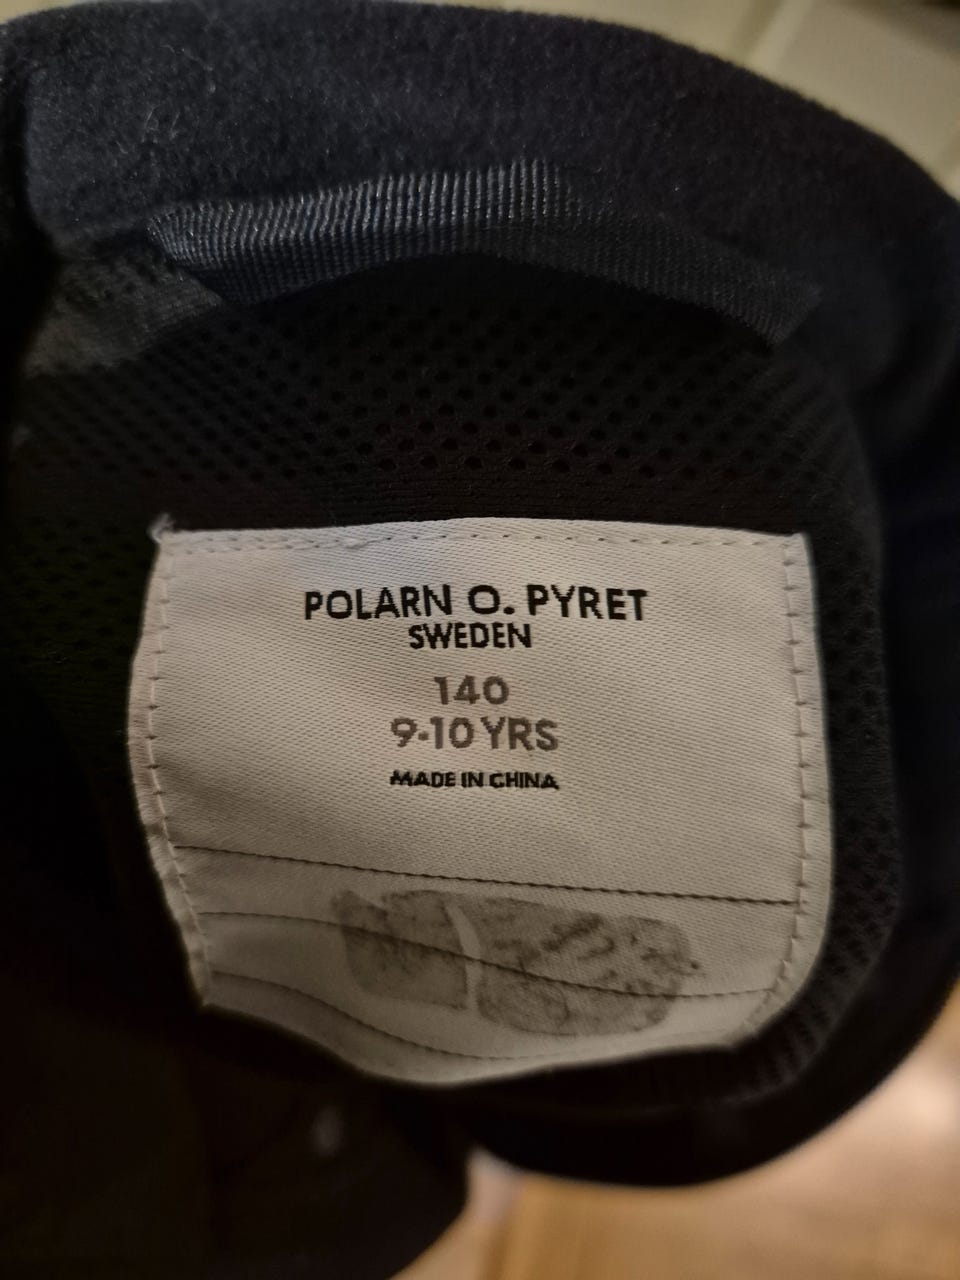 POLARN O. PYRET
SWEDEN
140
9-10 YRS
MADE IN CHINA